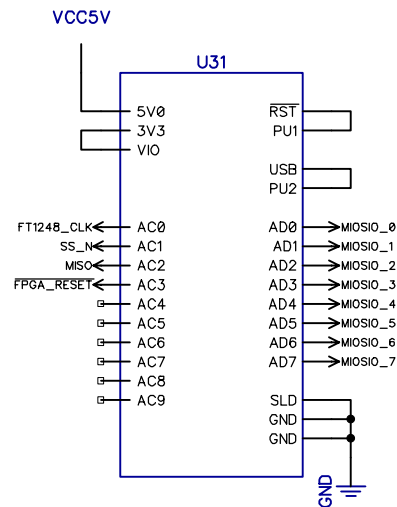 VCC5V
U31
5V0 RST
3V3 PU1
VIO
USB
PU2
FT1248_CLK AC0 AD0 MIOSIO_0
SS_N AC1 AD1 MIOSIO_1
MISO AC2 AD2 MIOSIO_2
FPGA_RESET AC3 AD3 MIOSIO_3
AC4 AD4 MIOSIO_4
AC5 AD5 MIOSIO_5
AC6 AD6 MIOSIO_6
AC7 AD7 MIOSIO_7
AC8
AC9 SLD
GND
GND
GND